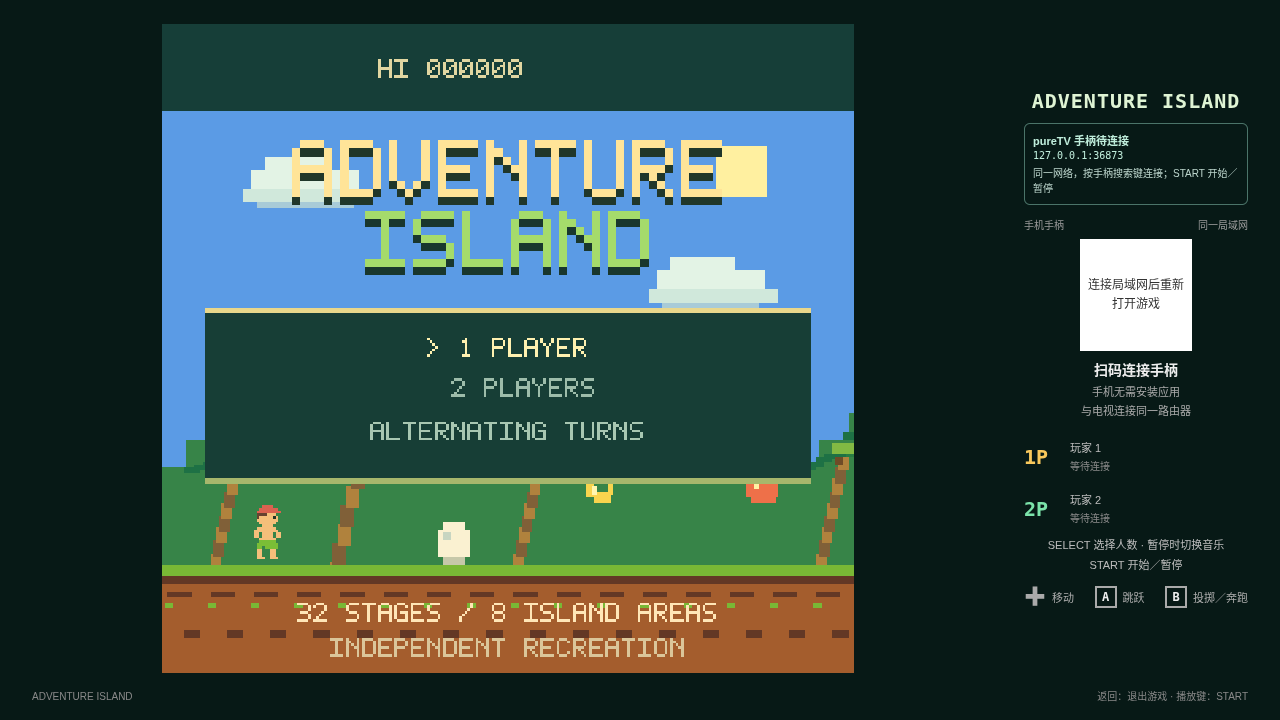 HI 000000
ADVENTURE
ISLAND
> 1 PLAYER
2 PLAYERS
ALTERNATING TURNS
32 STAGES / 8 ISLAND AREAS
INDEPENDENT RECREATION
ADVENTURE ISLAND
pureTV 手柄待连接
127.0.0.1:36873
同一网络，按手柄搜索键连接；START 开始／
暂停
手机手柄 同一局域网
连接局域网后重新
打开游戏
扫码连接手柄
手机无需安装应用
与电视连接同一路由器
1P 玩家 1
等待连接
2P 玩家 2
等待连接
SELECT 选择人数 · 暂停时切换音乐
START 开始／暂停
移动 A 跳跃 B 投掷／奔跑
ADVENTURE ISLAND
返回：退出游戏 · 播放键：START